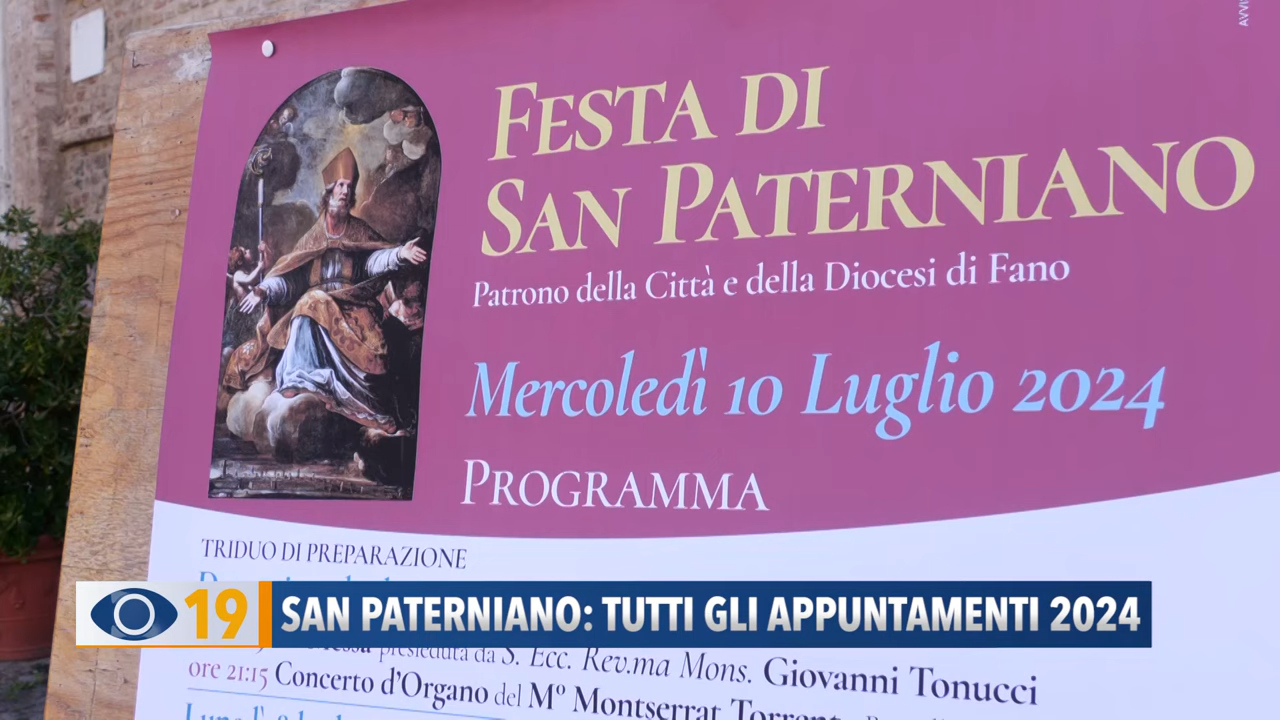 FESTA DI
SAN PATERNIANO
Patrono della Città e della Diocesi di Fano
Mercoledì 10 Luglio 2024
PROGRAMMA
TRIDUO DI PREPARAZIONE
19 SAN PATERNIANO: TUTTI GLI APPUNTAMENTI 2024
presieduta da S. Ecc. Rev.ma Mons. Giovanni Tonucci
ore 21:15 Concerto d'Organo del M° Montserrat